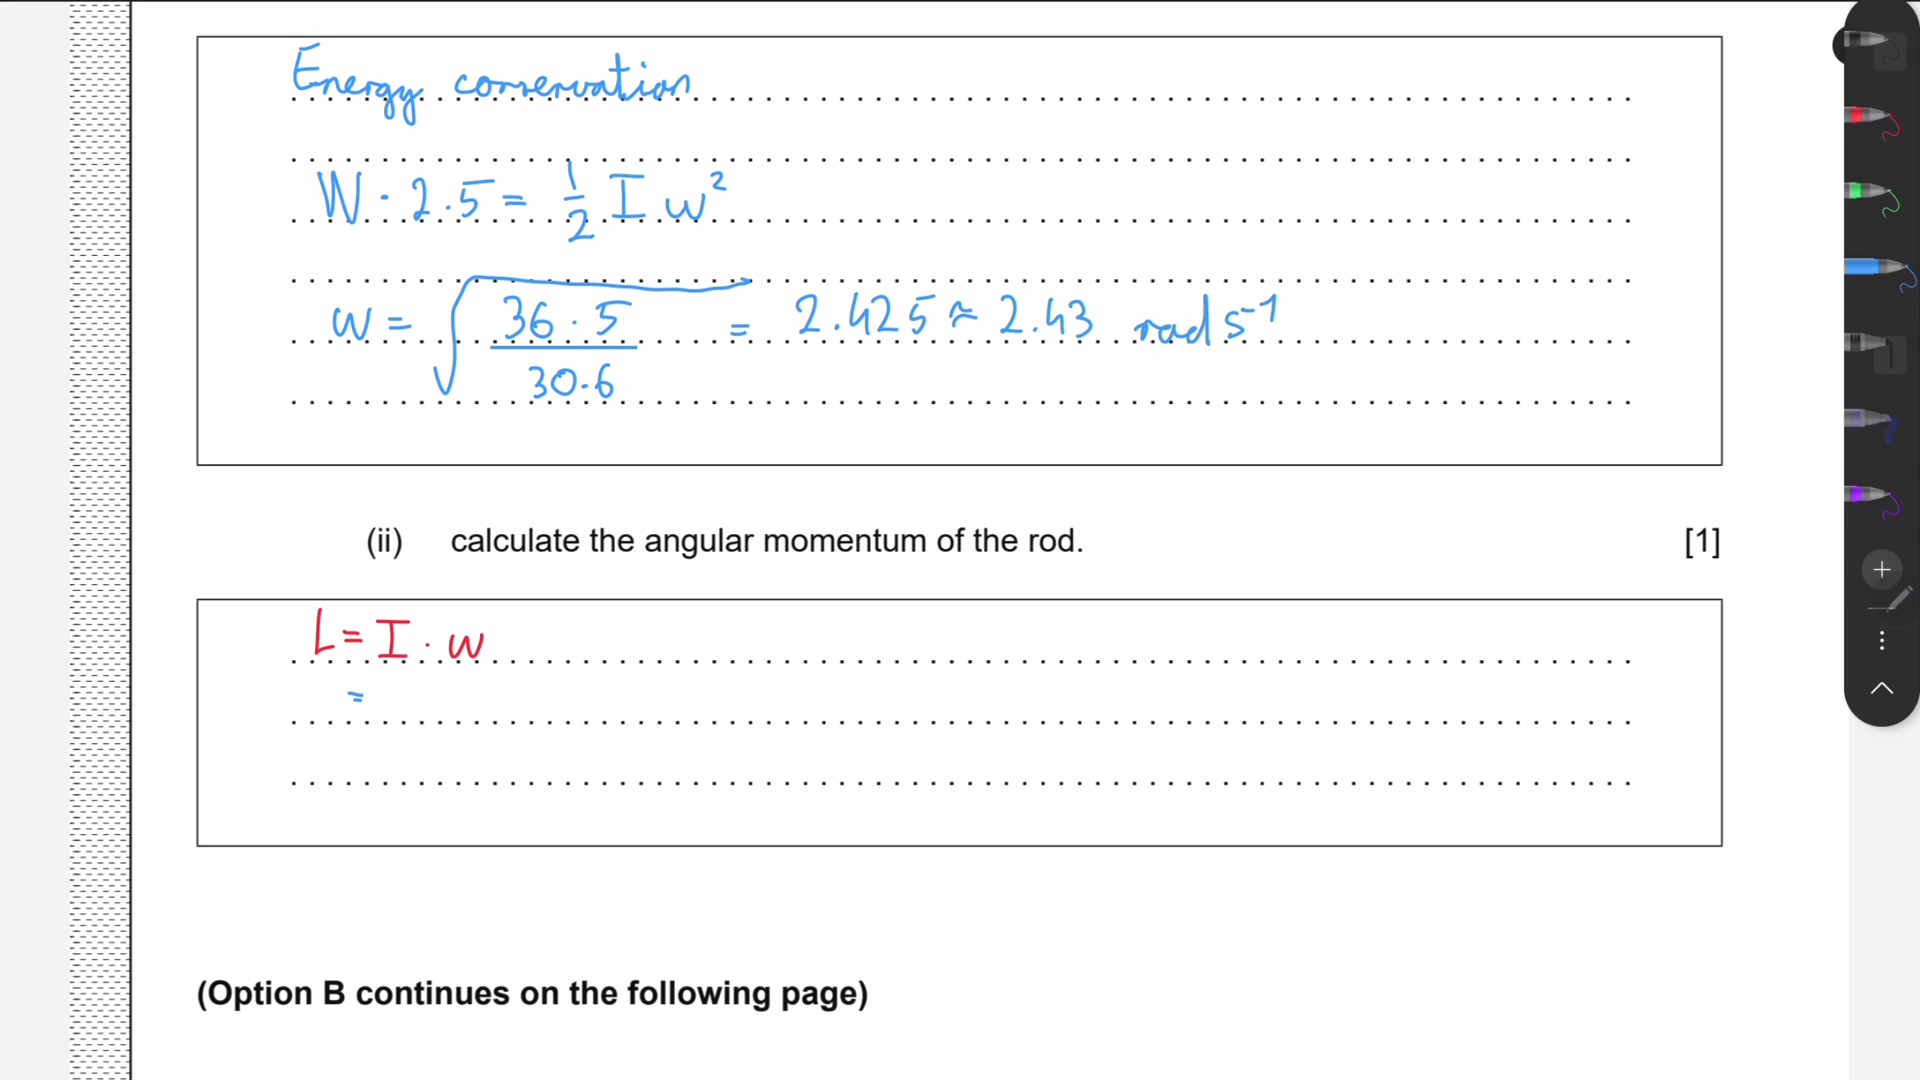 Energy conservation
W · 2.5 = 1/2 I w²
w = √(36 · 5 / 30.6) = 2.425 ≈ 2.43 rad s⁻¹
(ii) calculate the angular momentum of the rod. [1]
L = I · w
=
(Option B continues on the following page)